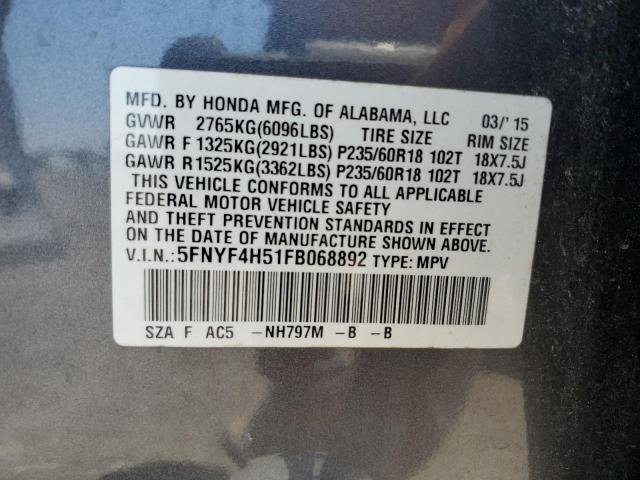 MFD. BY HONDA MFG. OF ALABAMA, LLC 03/'15
GVWR 2765KG(6096LBS) TIRE SIZE RIM SIZE
GAWR F 1325KG(2921LBS) P235/60R18 102T 18X7.5J
GAWR R 1525KG(3362LBS) P235/60R18 102T 18X7.5J
THIS VEHICLE CONFORMS TO ALL APPLICABLE
FEDERAL MOTOR VEHICLE SAFETY
AND THEFT PREVENTION STANDARDS IN EFFECT
ON THE DATE OF MANUFACTURE SHOWN ABOVE.
V.I.N.: 5FNYF4H51FB068892 TYPE: MPV
SZA F AC5 -NH797M -B -B